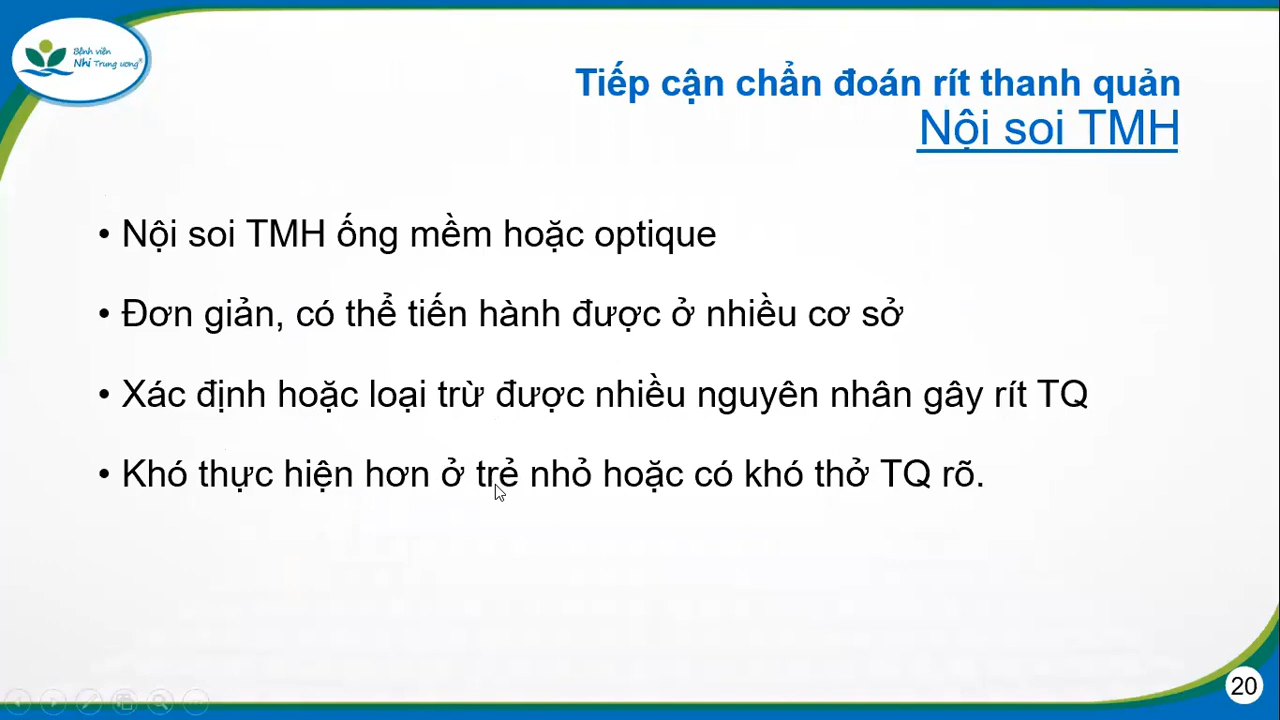 Bệnh viện
Nhi Trung ương®
Tiếp cận chẩn đoán rít thanh quản
Nội soi TMH
• Nội soi TMH ống mềm hoặc optique
• Đơn giản, có thể tiến hành được ở nhiều cơ sở
• Xác định hoặc loại trừ được nhiều nguyên nhân gây rít TQ
• Khó thực hiện hơn ở trẻ nhỏ hoặc có khó thở TQ rõ.
20